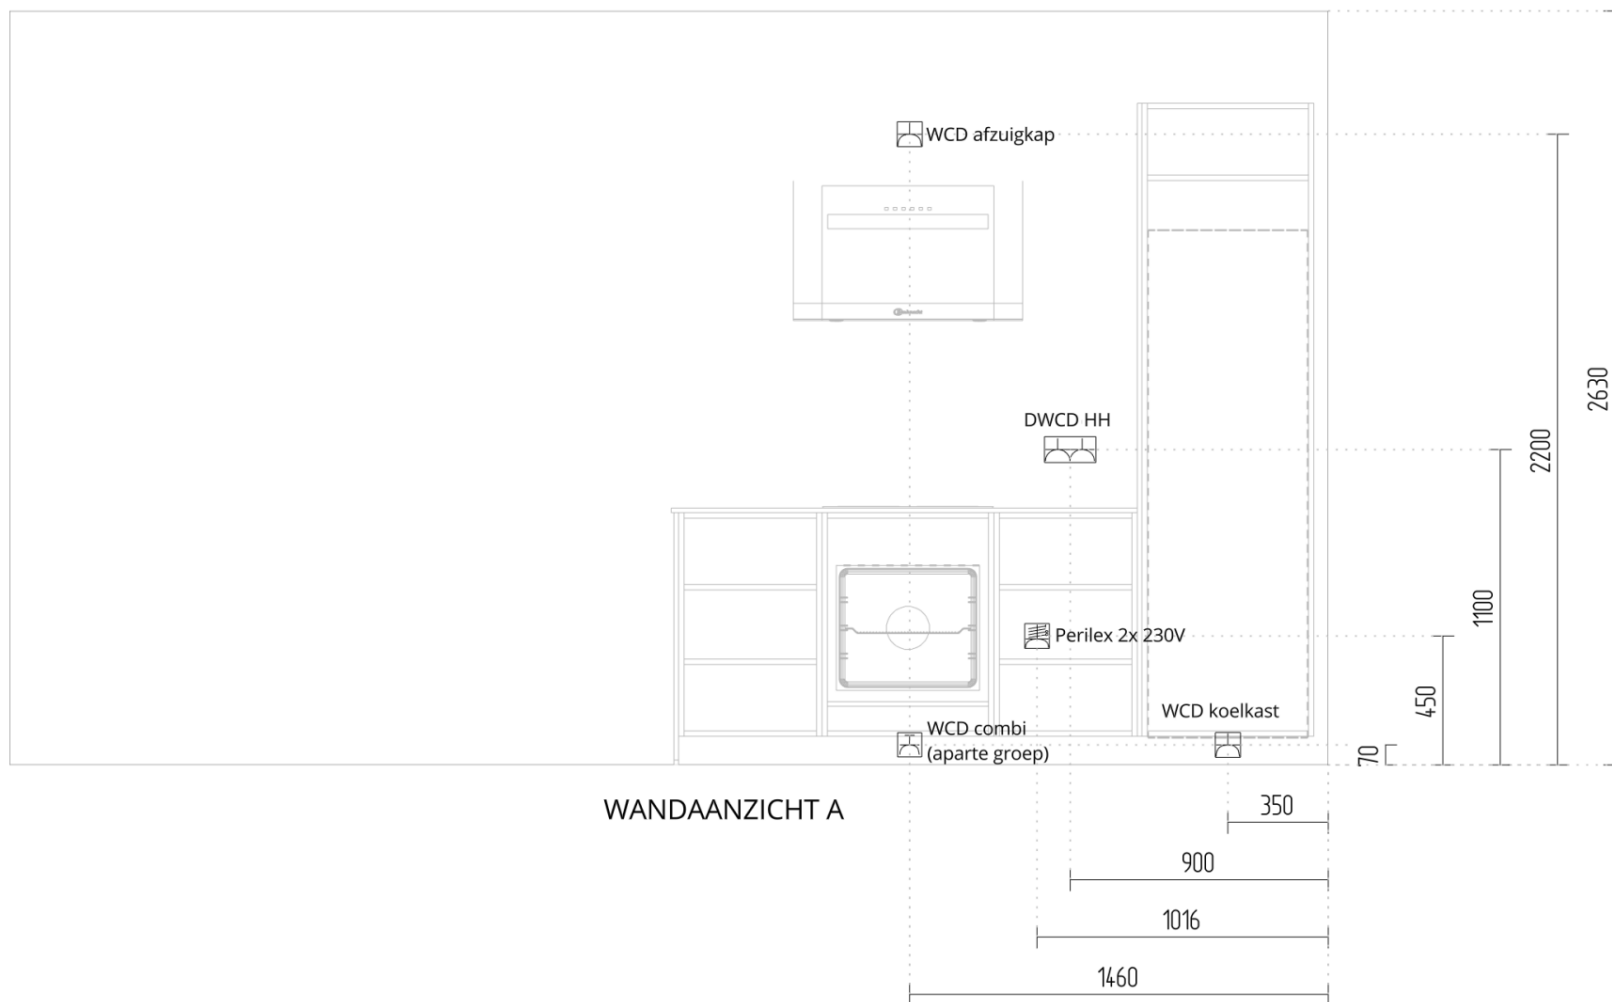 WCD afzuigkap
2630
2200
DWCD HH
1100
Perilex 2x 230V
450
WCD koelkast
WCD combi
(aparte groep)
70
WANDAANZICHT A
350
900
1016
1460